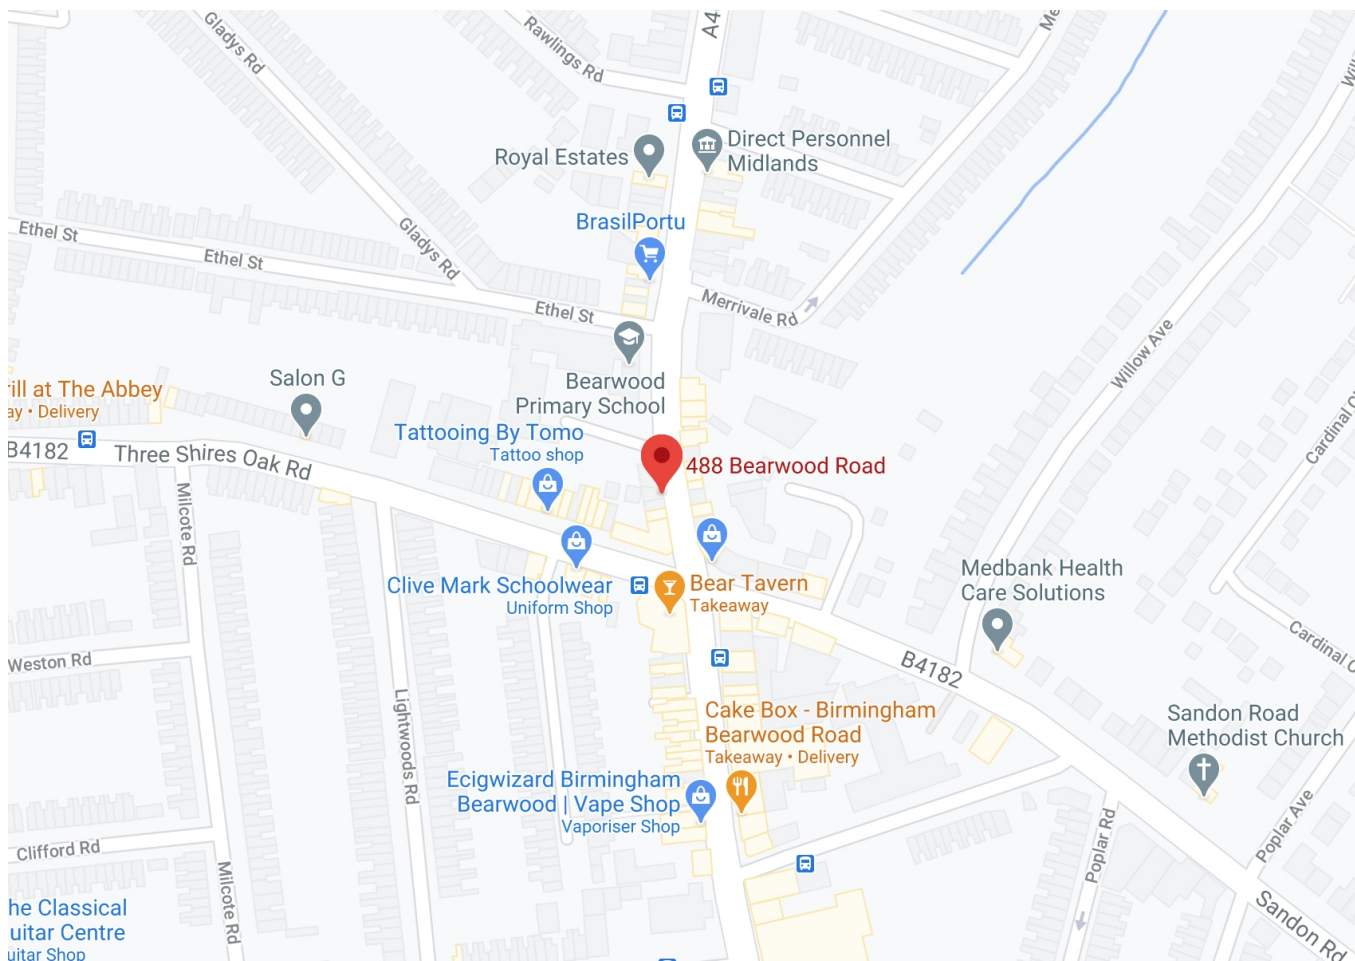 Gladys Rd
Rawlings Rd
A4
Me
Will
Royal Estates
Direct Personnel
Midlands
BrasilPortu
Ethel St
Ethel St
Gladys Rd
Ethel St
Merrivale Rd
Willow Ave
Bearwood
Primary School
Salon G
rill at The Abbey
ay • Delivery
Tattooing By Tomo
Tattoo shop
B4182
Three Shires Oak Rd
488 Bearwood Road
Milcote Rd
Clive Mark Schoolwear
Uniform Shop
Bear Tavern
Takeaway
Medbank Health
Care Solutions
Cardinal C
Cardinal C
Weston Rd
B4182
Lightwoods Rd
Cake Box - Birmingham
Bearwood Road
Takeaway • Delivery
Sandon Road
Methodist Church
Ecigwizard Birmingham
Bearwood | Vape Shop
Vaporiser Shop
Poplar Rd
Poplar Ave
Clifford Rd
Milcote Rd
he Classical
uitar Centre
uitar Shop
Sandon Rd